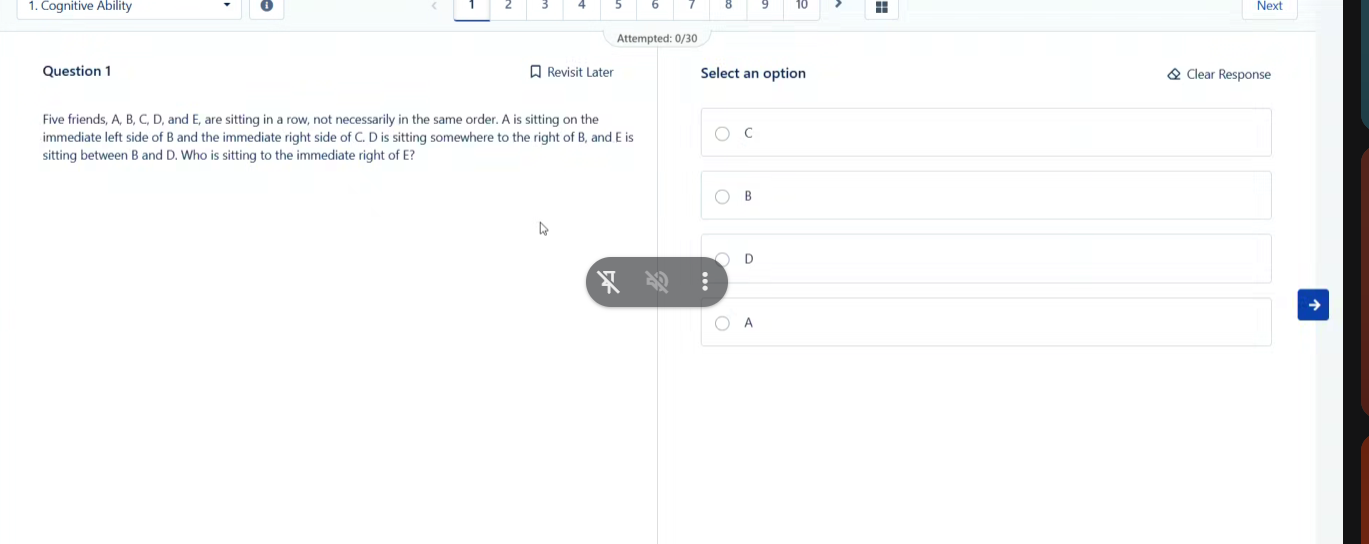 1. Cognitive Ability
1 2 3 4 5 6 7 8 9 10
Next
Attempted: 0/30
Question 1
Revisit Later
Select an option
Clear Response
Five friends, A, B, C, D, and E, are sitting in a row, not necessarily in the same order. A is sitting on the
immediate left side of B and the immediate right side of C. D is sitting somewhere to the right of B, and E is
sitting between B and D. Who is sitting to the immediate right of E?
C
B
D
A